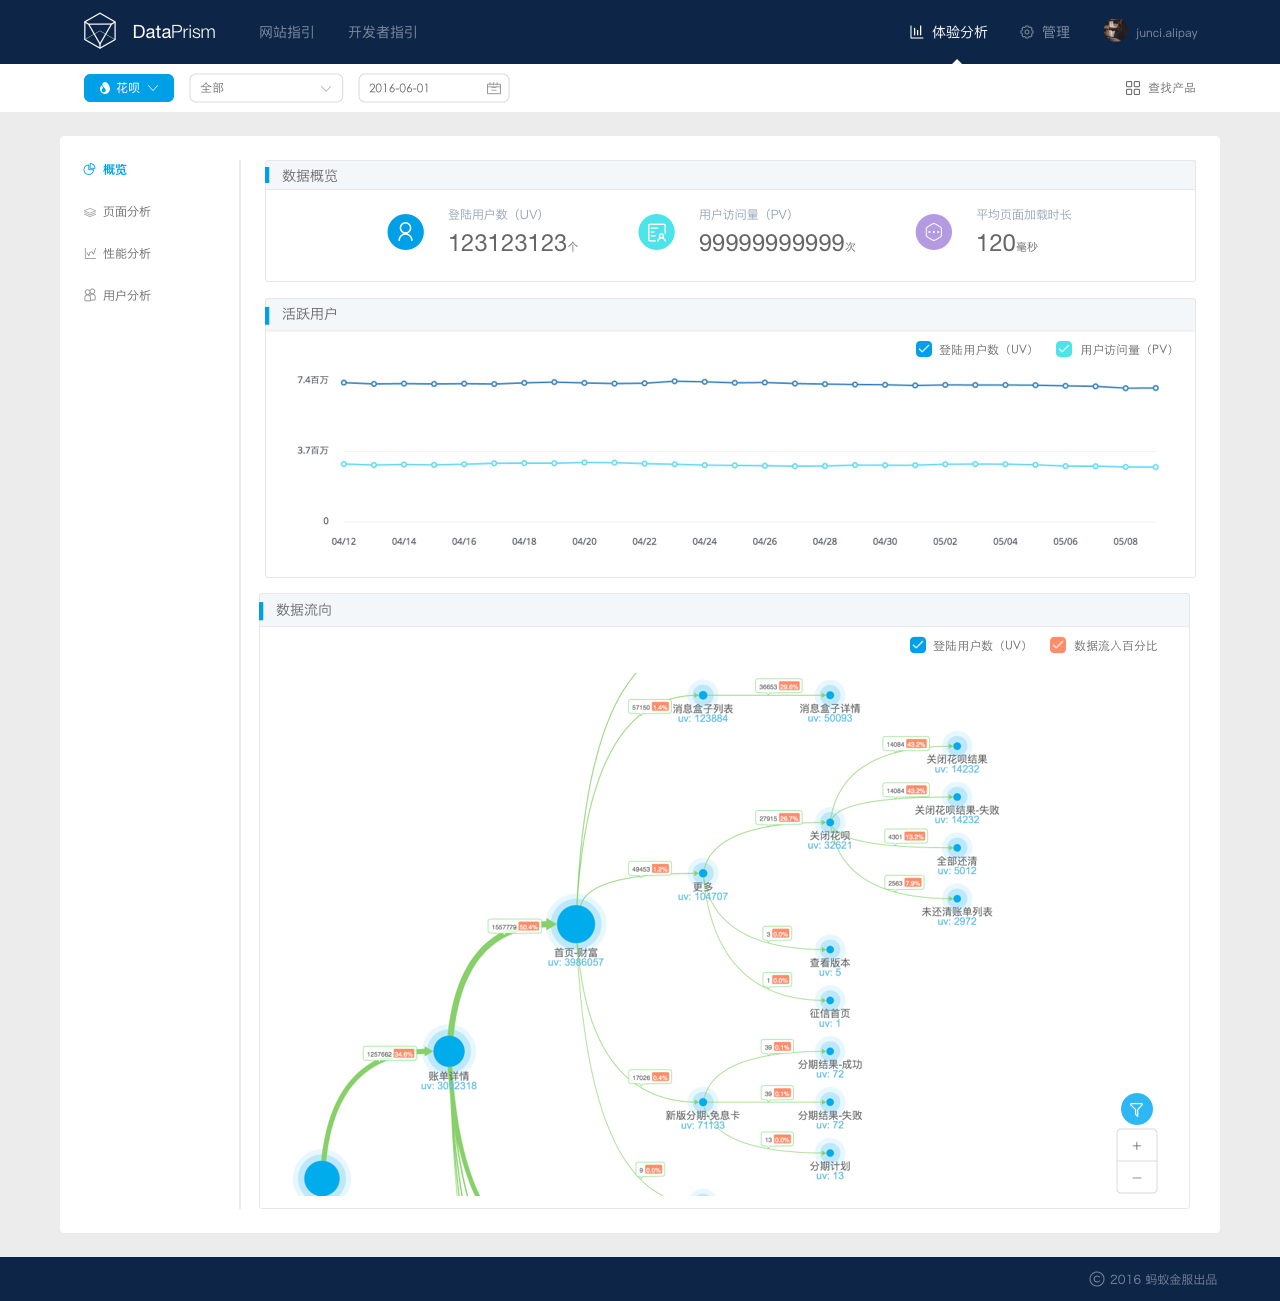 DataPrism 网站指引 开发者指引 体验分析 管理 junci.alipay
花呗 全部 2016-06-01 查找产品
概览
页面分析
性能分析
用户分析
数据概览
登陆用户数（UV） 用户访问量（PV） 平均页面加载时长
123123123个 99999999999次 120毫秒
活跃用户
登陆用户数（UV） 用户访问量（PV）
7.4百万
3.7百万
0
04/12 04/14 04/16 04/18 04/20 04/22 04/24 04/26 04/28 04/30 05/02 05/04 05/06 05/08
数据流向
登陆用户数（UV） 数据流入百分比
36653 29.6%
57150 1.4%
消息盒子列表 消息盒子详情
uv: 123884 uv: 50093
14084 43.2%
关闭花呗结果
uv: 14232
14084 43.2%
关闭花呗结果-失败
uv: 14232
27915 26.7%
关闭花呗
uv: 32621
4301 13.2%
全部还清
uv: 5012
49453 1.2%
更多
uv: 104707
2563 7.9%
未还清账单列表
uv: 2972
1557779 50.4%
首页-财富
uv: 3986057
3 0.0%
查看版本
uv: 5
1 0.0%
征信首页
uv: 1
1257662 34.8%
账单详情
uv: 3092318
39 0.1%
分期结果-成功
uv: 72
17026 0.4%
新版分期-免息卡
uv: 71133
39 0.1%
分期结果-失败
uv: 72
13 0.0%
分期计划
uv: 13
9 0.0%
+
−
© 2016 蚂蚁金服出品